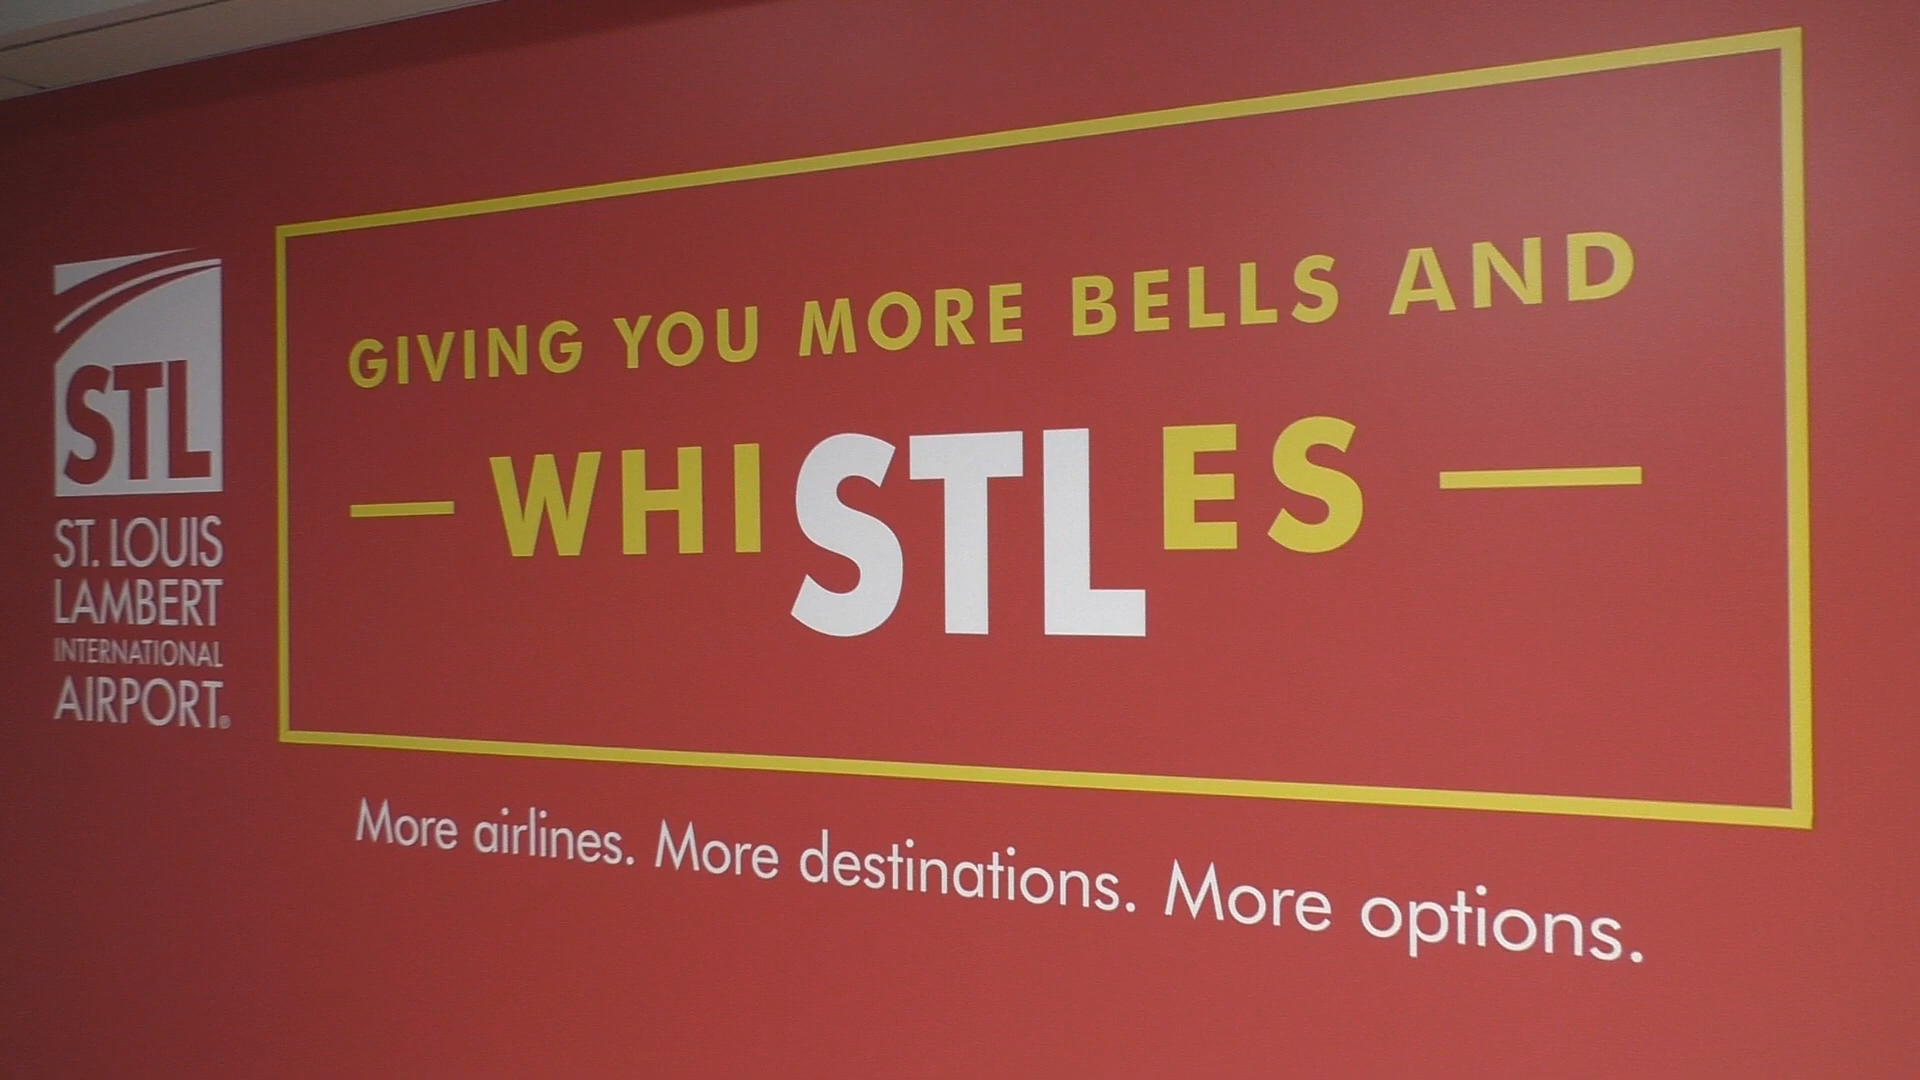 STL
ST. LOUIS
LAMBERT
INTERNATIONAL
AIRPORT®
GIVING YOU MORE BELLS AND
— WHISTLES —
More airlines. More destinations. More options.